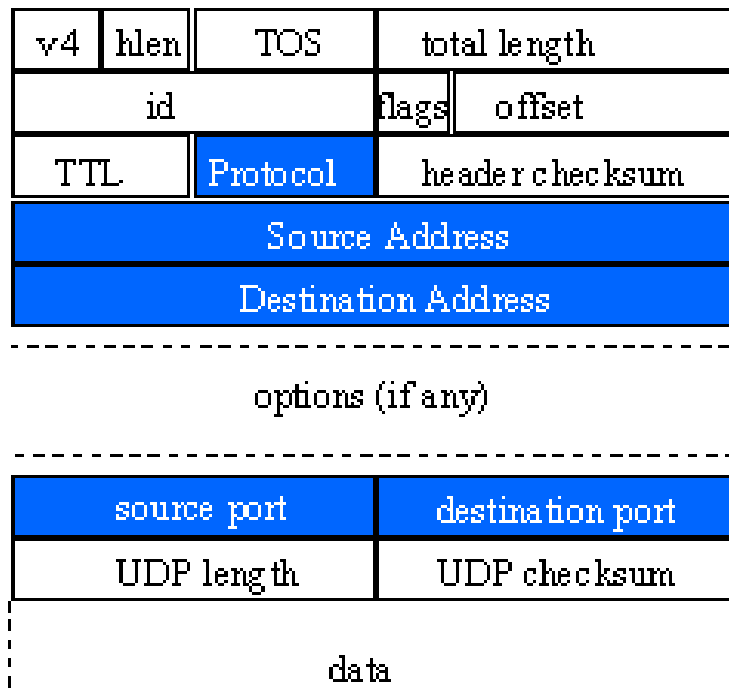 v4 hlen TOS total length
id flags offset
TTL Protocol header checksum
Source Address
Destination Address
options (if any)
source port destination port
UDP length UDP checksum
data